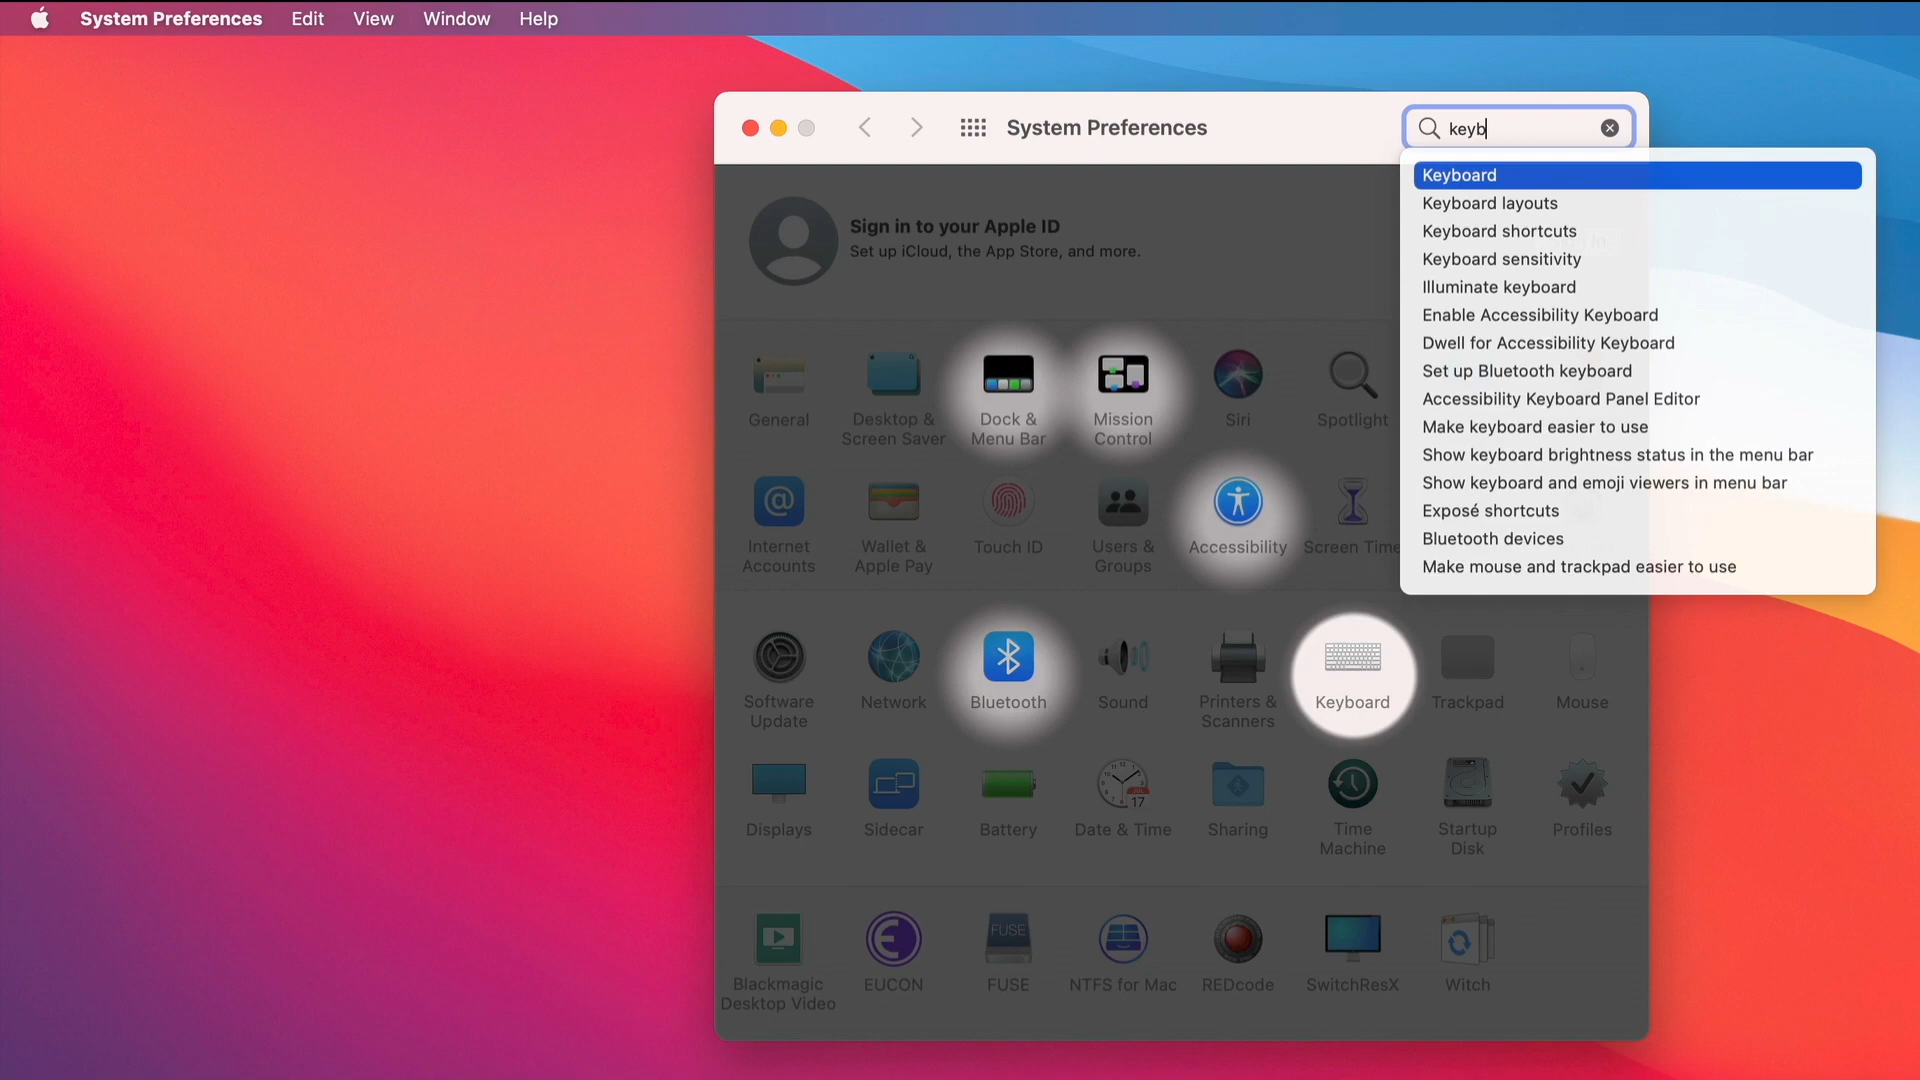 System Preferences Edit View Window Help
System Preferences
keyb
Keyboard
Keyboard layouts
Keyboard shortcuts
Keyboard sensitivity
Illuminate keyboard
Enable Accessibility Keyboard
Dwell for Accessibility Keyboard
Set up Bluetooth keyboard
Accessibility Keyboard Panel Editor
Make keyboard easier to use
Show keyboard brightness status in the menu bar
Show keyboard and emoji viewers in menu bar
Exposé shortcuts
Bluetooth devices
Make mouse and trackpad easier to use
Sign in to your Apple ID
Set up iCloud, the App Store, and more.
General
Desktop &
Screen Saver
Dock &
Menu Bar
Mission
Control
Siri
Spotlight
@
Internet
Accounts
Wallet &
Apple Pay
Touch ID
Users &
Groups
Accessibility
Screen Time
Software
Update
Network
Bluetooth
Sound
Printers &
Scanners
Keyboard
Trackpad
Mouse
Displays
Sidecar
Battery
JUL
17
Date & Time
Sharing
Time
Machine
Startup
Disk
Profiles
Blackmagic
Desktop Video
EUCON
FUSE
FUSE
NTFS for Mac
REDcode
SwitchResX
Witch